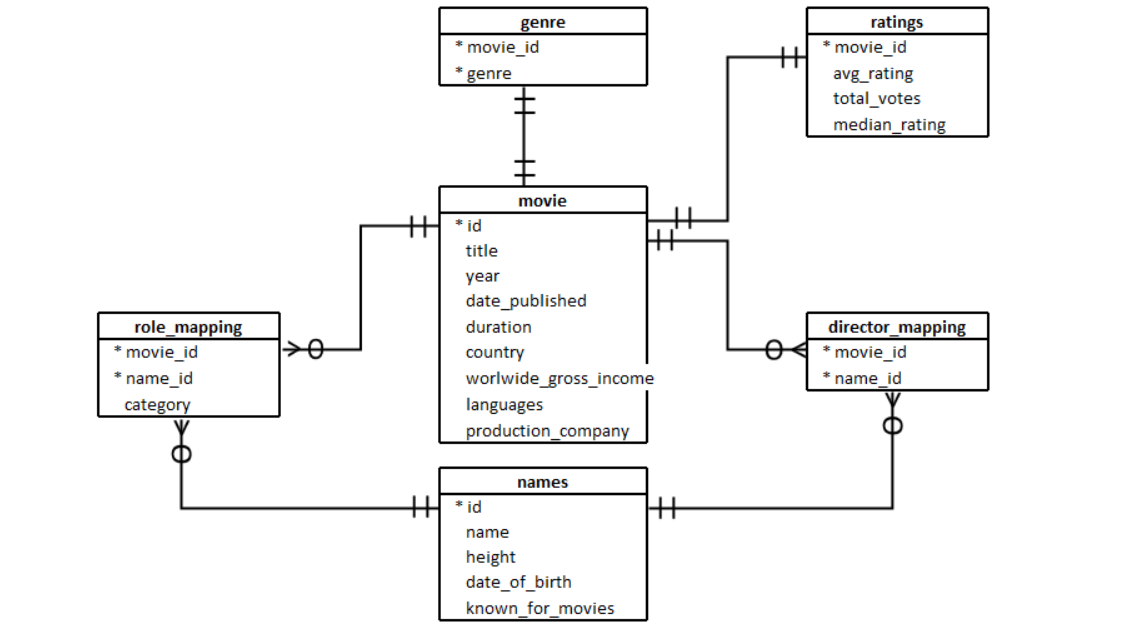 genre
* movie_id
* genre
ratings
* movie_id
avg_rating
total_votes
median_rating
movie
* id
title
year
date_published
duration
country
worlwide_gross_income
languages
production_company
role_mapping
* movie_id
* name_id
category
director_mapping
* movie_id
* name_id
names
* id
name
height
date_of_birth
known_for_movies